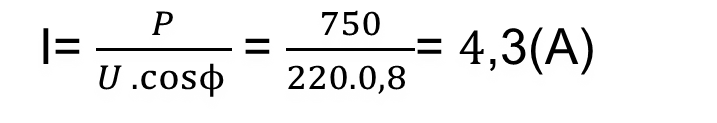 I= P / U .cosϕ = 750 / 220.0,8 = 4,3(A)